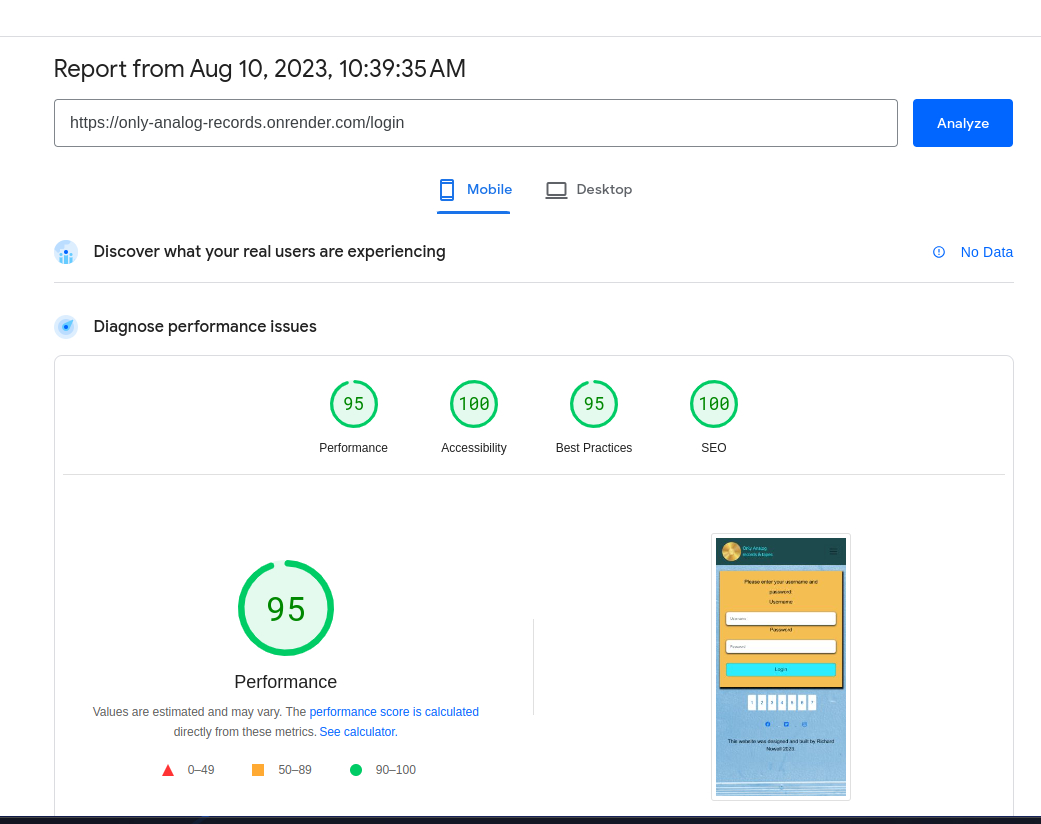 Report from Aug 10, 2023, 10:39:35 AM
https://only-analog-records.onrender.com/login
Analyze
Mobile
Desktop
Discover what your real users are experiencing
No Data
Diagnose performance issues
95
100
95
100
Performance
Accessibility
Best Practices
SEO
95
Performance
Values are estimated and may vary. The performance score is calculated
directly from these metrics. See calculator.
0–49
50–89
90–100
Only Analog
records & tapes
Please enter your username and
password:
Username
Username
Password
Password
Login
1 2 3 4 5 6 7
This website was designed and built by Richard
Nuwall 2023.